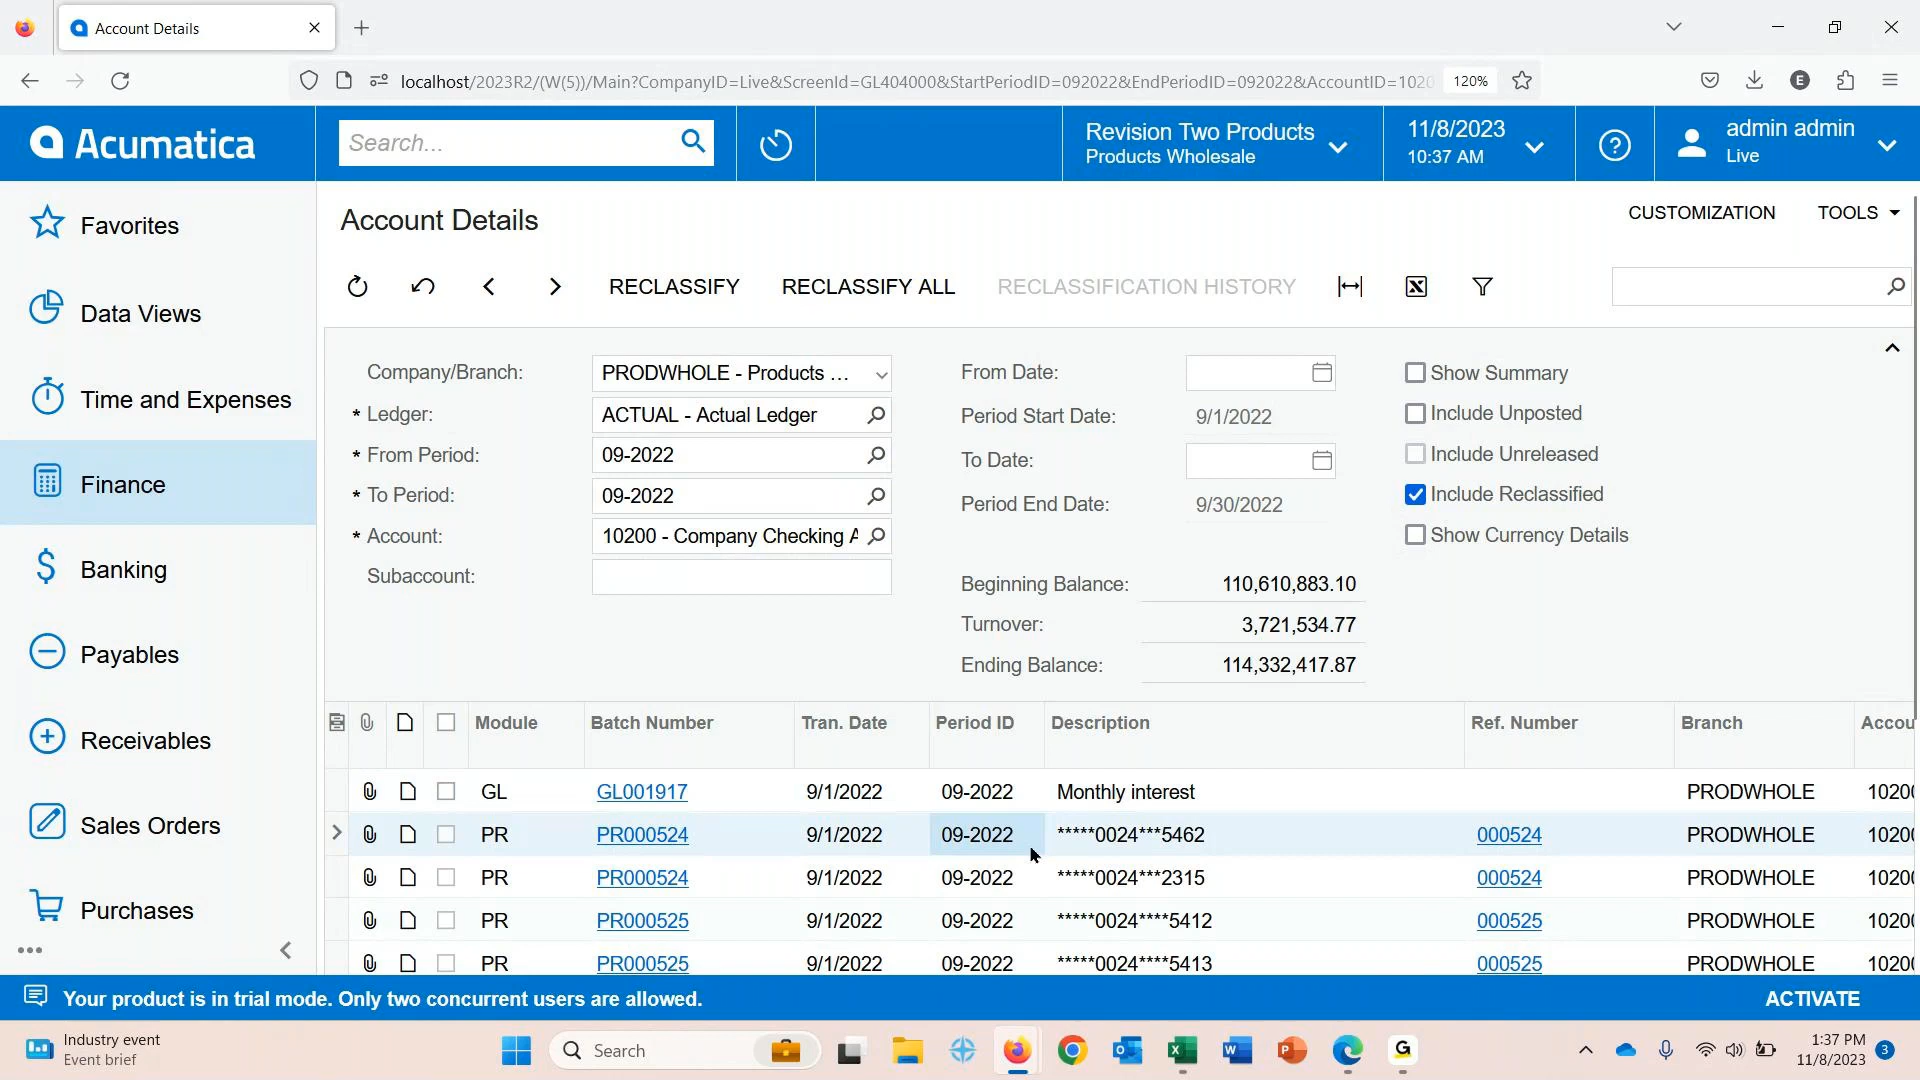 Account Details
localhost/2023R2/(W(5))/Main?CompanyID=Live&ScreenId=GL404000&StartPeriodID=092022&EndPeriodID=092022&AccountID=1020
120%
E
Acumatica
Search...
Revision Two Products
Products Wholesale
11/8/2023
10:37 AM
admin admin
Live
Favorites
Data Views
Time and Expenses
Finance
Banking
Payables
Receivables
Sales Orders
Purchases
Account Details
CUSTOMIZATION TOOLS
RECLASSIFY RECLASSIFY ALL RECLASSIFICATION HISTORY
Company/Branch: PRODWHOLE - Products ...
* Ledger: ACTUAL - Actual Ledger
* From Period: 09-2022
* To Period: 09-2022
* Account: 10200 - Company Checking A
Subaccount:
From Date:
Period Start Date: 9/1/2022
To Date:
Period End Date: 9/30/2022
Beginning Balance: 110,610,883.10
Turnover: 3,721,534.77
Ending Balance: 114,332,417.87
Show Summary
Include Unposted
Include Unreleased
Include Reclassified
Show Currency Details
Module Batch Number Tran. Date Period ID Description Ref. Number Branch Accou
GL GL001917 9/1/2022 09-2022 Monthly interest PRODWHOLE 1020
PR PR000524 9/1/2022 09-2022 *****0024***5462 000524 PRODWHOLE 1020
PR PR000524 9/1/2022 09-2022 *****0024***2315 000524 PRODWHOLE 1020
PR PR000525 9/1/2022 09-2022 *****0024****5412 000525 PRODWHOLE 1020
PR PR000525 9/1/2022 09-2022 *****0024****5413 000525 PRODWHOLE 1020
Your product is in trial mode. Only two concurrent users are allowed.
ACTIVATE
Industry event
Event brief
Search
1:37 PM
11/8/2023
3